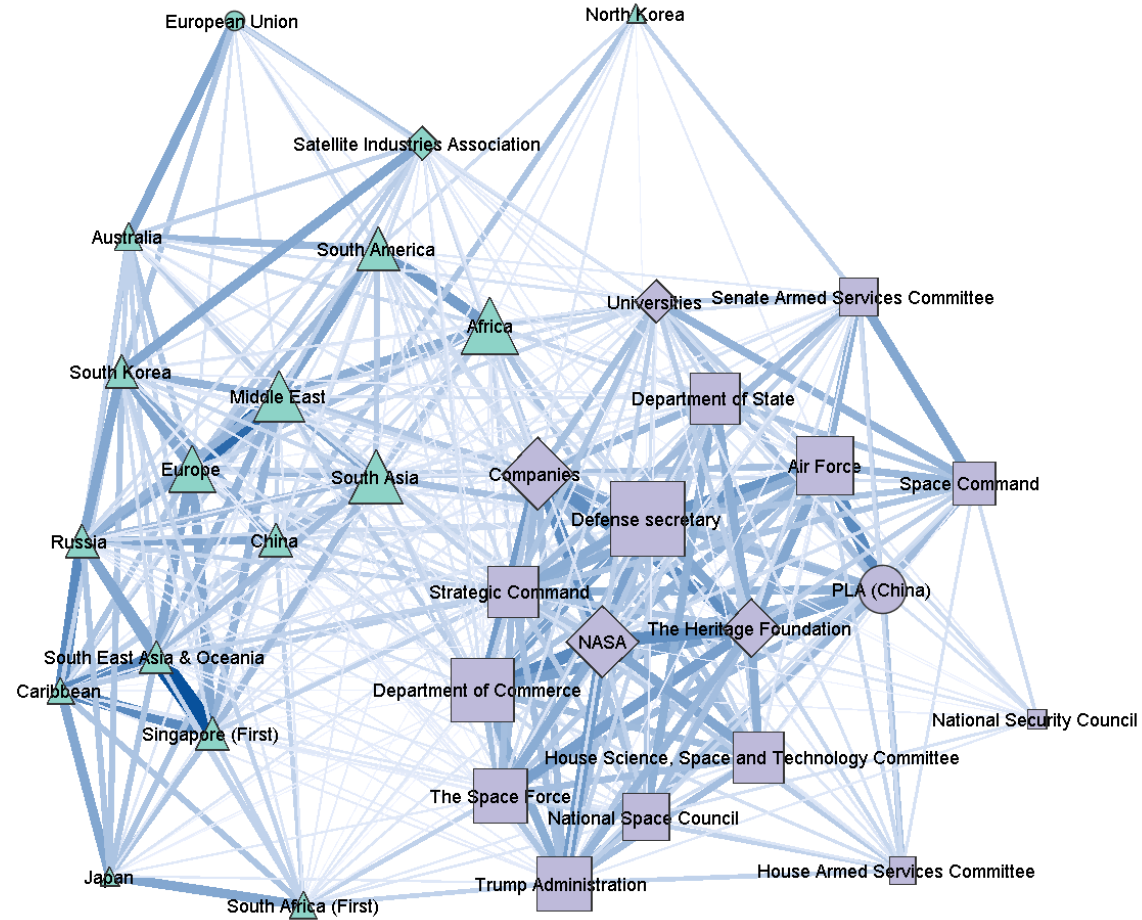 North Korea
European Union
Satellite Industries Association
Australia
South America
Universities
Senate Armed Services Committee
Africa
South Korea
Middle East
Department of State
Europe
South Asia
Companies
Air Force
Space Command
Defense secretary
Russia
China
Strategic Command
PLA (China)
NASA
The Heritage Foundation
South East Asia & Oceania
Caribbean
Department of Commerce
National Security Council
Singapore (First)
House Science, Space and Technology Committee
The Space Force
National Space Council
Japan
Trump Administration
House Armed Services Committee
South Africa (First)